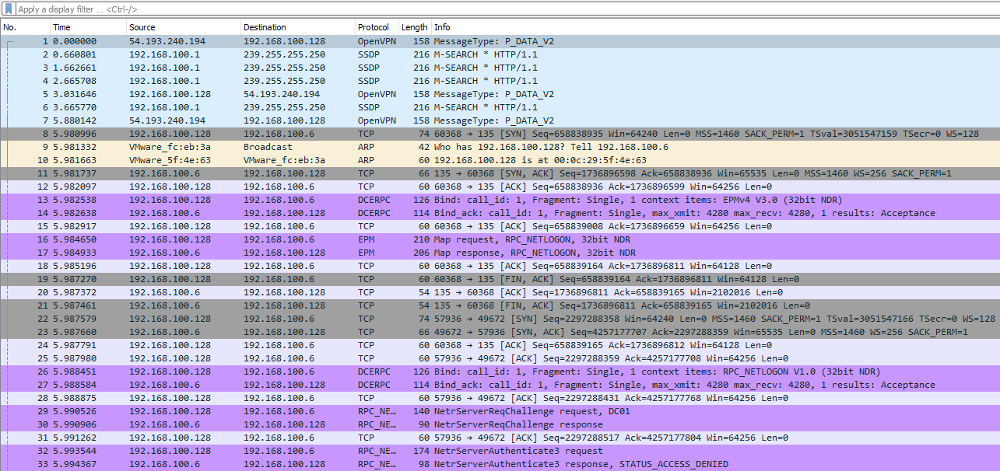 Apply a display filter ... <Ctrl-/>
No. Time Source Destination Protocol Length Info
1 0.000000 54.193.240.194 192.168.100.128 OpenVPN 158 MessageType: P_DATA_V2
2 0.660801 192.168.100.1 239.255.255.250 SSDP 216 M-SEARCH * HTTP/1.1
3 1.662661 192.168.100.1 239.255.255.250 SSDP 216 M-SEARCH * HTTP/1.1
4 2.665708 192.168.100.1 239.255.255.250 SSDP 216 M-SEARCH * HTTP/1.1
5 3.031646 192.168.100.128 54.193.240.194 OpenVPN 158 MessageType: P_DATA_V2
6 3.665770 192.168.100.1 239.255.255.250 SSDP 216 M-SEARCH * HTTP/1.1
7 5.880142 54.193.240.194 192.168.100.128 OpenVPN 158 MessageType: P_DATA_V2
8 5.980996 192.168.100.128 192.168.100.6 TCP 74 60368 → 135 [SYN] Seq=658838935 Win=64240 Len=0 MSS=1460 SACK_PERM=1 TSval=3051547159 TSecr=0 WS=128
9 5.981332 VMware_fc:eb:3a Broadcast ARP 42 Who has 192.168.100.128? Tell 192.168.100.6
10 5.981663 VMware_5f:4e:63 VMware_fc:eb:3a ARP 60 192.168.100.128 is at 00:0c:29:5f:4e:63
11 5.981737 192.168.100.6 192.168.100.128 TCP 66 135 → 60368 [SYN, ACK] Seq=1736896598 Ack=658838936 Win=65535 Len=0 MSS=1460 WS=256 SACK_PERM=1
12 5.982097 192.168.100.128 192.168.100.6 TCP 60 60368 → 135 [ACK] Seq=658838936 Ack=1736896599 Win=64256 Len=0
13 5.982538 192.168.100.128 192.168.100.6 DCERPC 126 Bind: call_id: 1, Fragment: Single, 1 context items: EPMv4 V3.0 (32bit NDR)
14 5.982638 192.168.100.6 192.168.100.128 DCERPC 114 Bind_ack: call_id: 1, Fragment: Single, max_xmit: 4280 max_recv: 4280, 1 results: Acceptance
15 5.982917 192.168.100.128 192.168.100.6 TCP 60 60368 → 135 [ACK] Seq=658839008 Ack=1736896659 Win=64256 Len=0
16 5.984650 192.168.100.128 192.168.100.6 EPM 210 Map request, RPC_NETLOGON, 32bit NDR
17 5.984933 192.168.100.6 192.168.100.128 EPM 206 Map response, RPC_NETLOGON, 32bit NDR
18 5.985196 192.168.100.128 192.168.100.6 TCP 60 60368 → 135 [ACK] Seq=658839164 Ack=1736896811 Win=64128 Len=0
19 5.987270 192.168.100.128 192.168.100.6 TCP 60 60368 → 135 [FIN, ACK] Seq=658839164 Ack=1736896811 Win=64128 Len=0
20 5.987372 192.168.100.6 192.168.100.128 TCP 54 135 → 60368 [ACK] Seq=1736896811 Ack=658839165 Win=2102016 Len=0
21 5.987461 192.168.100.6 192.168.100.128 TCP 54 135 → 60368 [FIN, ACK] Seq=1736896811 Ack=658839165 Win=2102016 Len=0
22 5.987579 192.168.100.128 192.168.100.6 TCP 74 57936 → 49672 [SYN] Seq=2297288358 Win=64240 Len=0 MSS=1460 SACK_PERM=1 TSval=3051547166 TSecr=0 WS=128
23 5.987660 192.168.100.6 192.168.100.128 TCP 66 49672 → 57936 [SYN, ACK] Seq=4257177707 Ack=2297288359 Win=65535 Len=0 MSS=1460 WS=256 SACK_PERM=1
24 5.987791 192.168.100.128 192.168.100.6 TCP 60 60368 → 135 [ACK] Seq=658839165 Ack=1736896812 Win=64128 Len=0
25 5.987980 192.168.100.128 192.168.100.6 TCP 60 57936 → 49672 [ACK] Seq=2297288359 Ack=4257177708 Win=64256 Len=0
26 5.988451 192.168.100.128 192.168.100.6 DCERPC 126 Bind: call_id: 1, Fragment: Single, 1 context items: RPC_NETLOGON V1.0 (32bit NDR)
27 5.988584 192.168.100.6 192.168.100.128 DCERPC 114 Bind_ack: call_id: 1, Fragment: Single, max_xmit: 4280 max_recv: 4280, 1 results: Acceptance
28 5.988875 192.168.100.128 192.168.100.6 TCP 60 57936 → 49672 [ACK] Seq=2297288431 Ack=4257177768 Win=64256 Len=0
29 5.990526 192.168.100.128 192.168.100.6 RPC_NE… 140 NetrServerReqChallenge request, DC01
30 5.990906 192.168.100.6 192.168.100.128 RPC_NE… 90 NetrServerReqChallenge response
31 5.991262 192.168.100.128 192.168.100.6 TCP 60 57936 → 49672 [ACK] Seq=2297288517 Ack=4257177804 Win=64256 Len=0
32 5.993544 192.168.100.128 192.168.100.6 RPC_NE… 174 NetrServerAuthenticate3 request
33 5.994367 192.168.100.6 192.168.100.128 RPC_NE… 98 NetrServerAuthenticate3 response, STATUS_ACCESS_DENIED